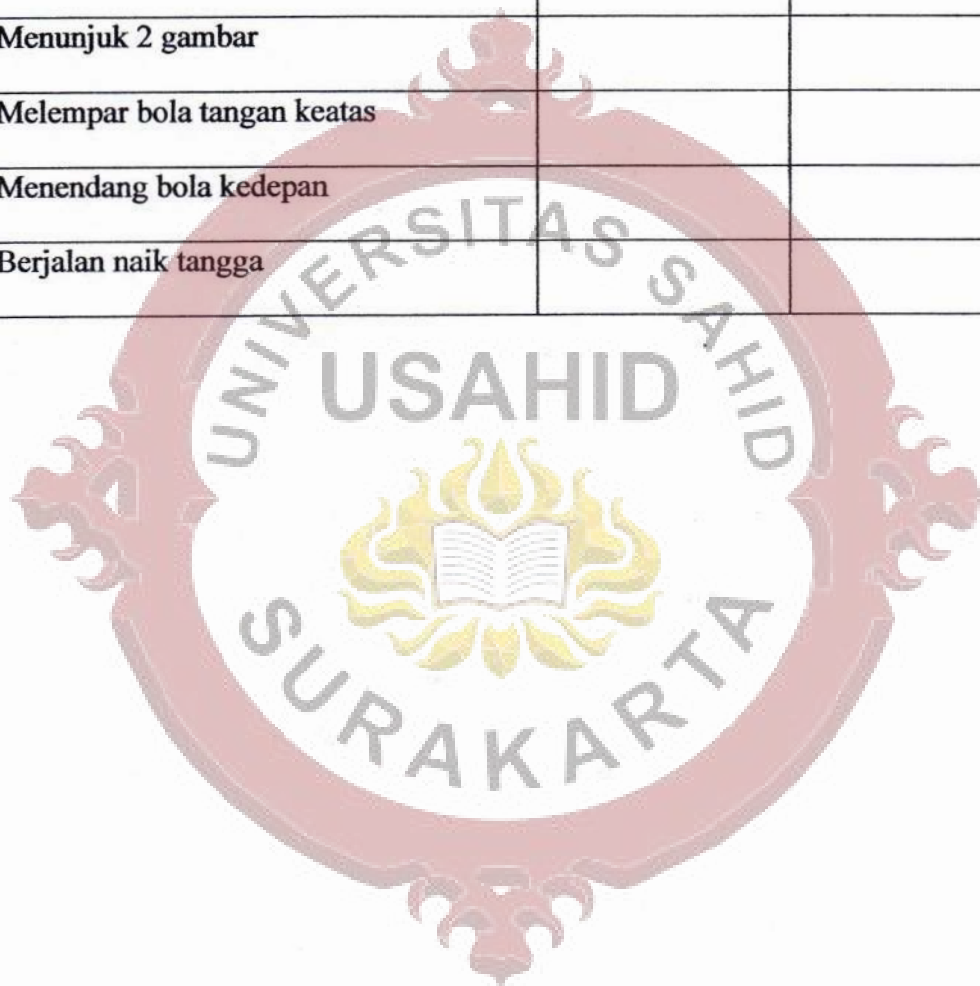 Menunjuk 2 gambar
Melempar bola tangan keatas
Menendang bola kedepan
Berjalan naik tangga
UNIVERSITAS SAHID
USAHID
SURAKARTA